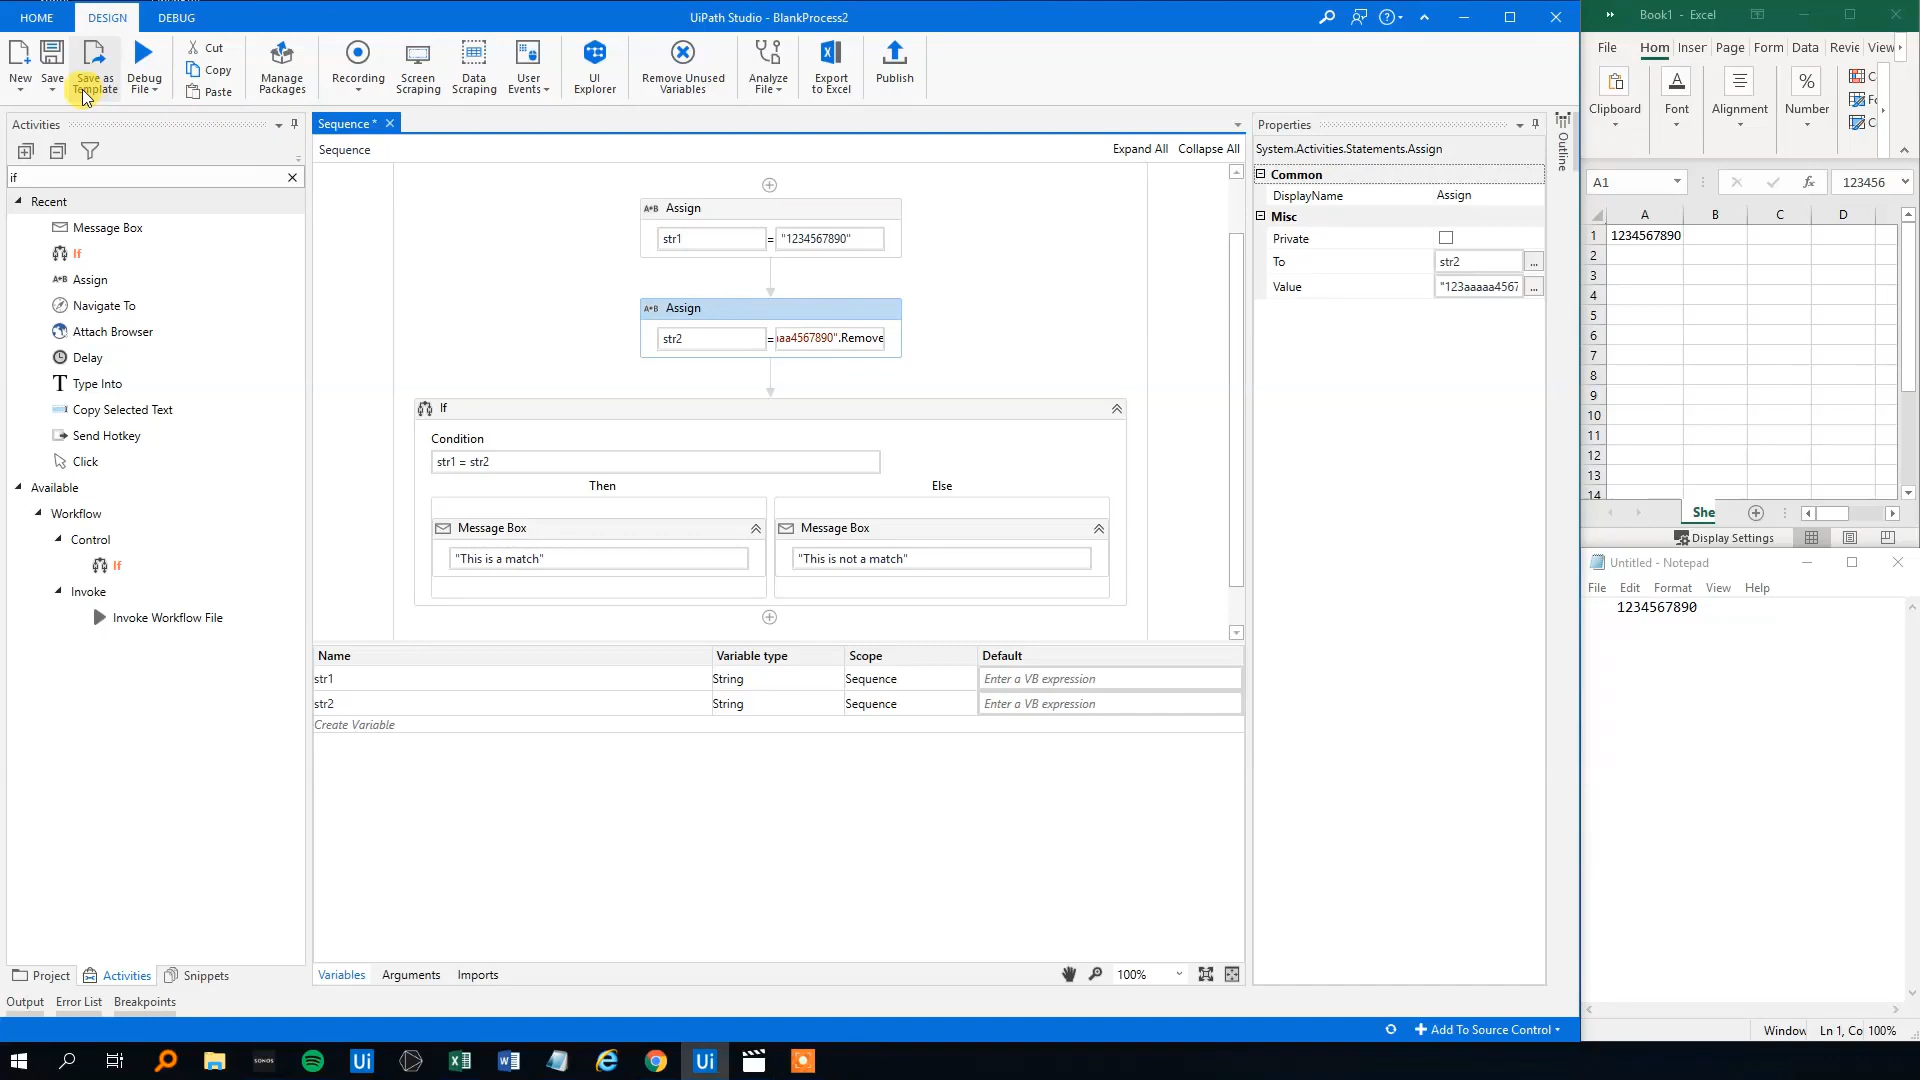 HOME DESIGN DEBUG UiPath Studio - BlankProcess2
New Save Save as Template Debug File Cut Copy Paste Manage Packages Recording Screen Scraping Data Scraping User Events UI Explorer Remove Unused Variables Analyze File Export to Excel Publish
Activities
if
Recent
Message Box
If
Assign
Navigate To
Attach Browser
Delay
Type Into
Copy Selected Text
Send Hotkey
Click
Available
Workflow
Control
If
Invoke
Invoke Workflow File
Project Activities Snippets
Output Error List Breakpoints
Sequence *
Sequence Expand All Collapse All
A+B Assign
str1 = "1234567890"
A+B Assign
str2 = aa4567890".Remove
If
Condition
str1 = str2
Then Else
Message Box Message Box
"This is a match" "This is not a match"
Name Variable type Scope Default
str1 String Sequence Enter a VB expression
str2 String Sequence Enter a VB expression
Create Variable
Variables Arguments Imports 100%
Properties
System.Activities.Statements.Assign
Common
DisplayName Assign
Misc
Private
To str2 ...
Value "123aaaaa4567 ...
Outline
Add To Source Control
Book1 - Excel
File Hom Inser Page Form Data Revie View
Clipboard Font Alignment % Number
A1 fx 123456
A B C D
1 1234567890
2
3
4
5
6
7
8
9
10
11
12
13
14
She
Display Settings
Untitled - Notepad
File Edit Format View Help
1234567890
Window Ln 1, Co 100%
SONOS Ui Ui